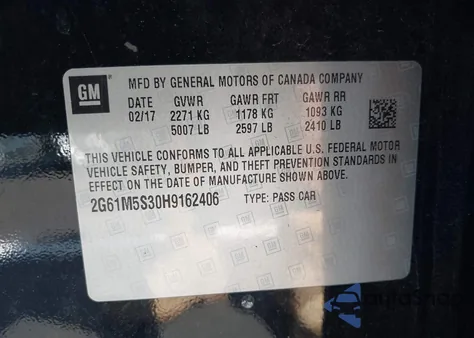 GM
MFD BY GENERAL MOTORS OF CANADA COMPANY
DATE GVWR GAWR FRT GAWR RR
02/17 2271 KG 1178 KG 1093 KG
5007 LB 2597 LB 2410 LB
THIS VEHICLE CONFORMS TO ALL APPLICABLE U.S. FEDERAL MOTOR
VEHICLE SAFETY, BUMPER, AND THEFT PREVENTION STANDARDS IN
EFFECT ON THE DATE OF MANUFACTURE SHOWN ABOVE.
2G61M5S30H9162406 TYPE: PASS CAR